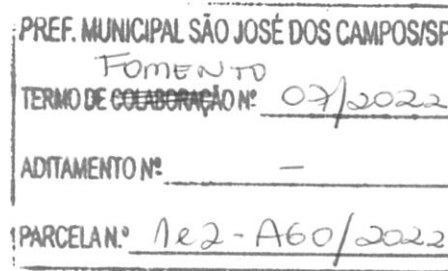 PREF. MUNICIPAL SÃO JOSÉ DOS CAMPOS/SP
FOMENTO
TERMO DE COLABORAÇÃO Nº 07/2022
ADITAMENTO Nº —
PARCELA N.º 1e2-AGO/2022